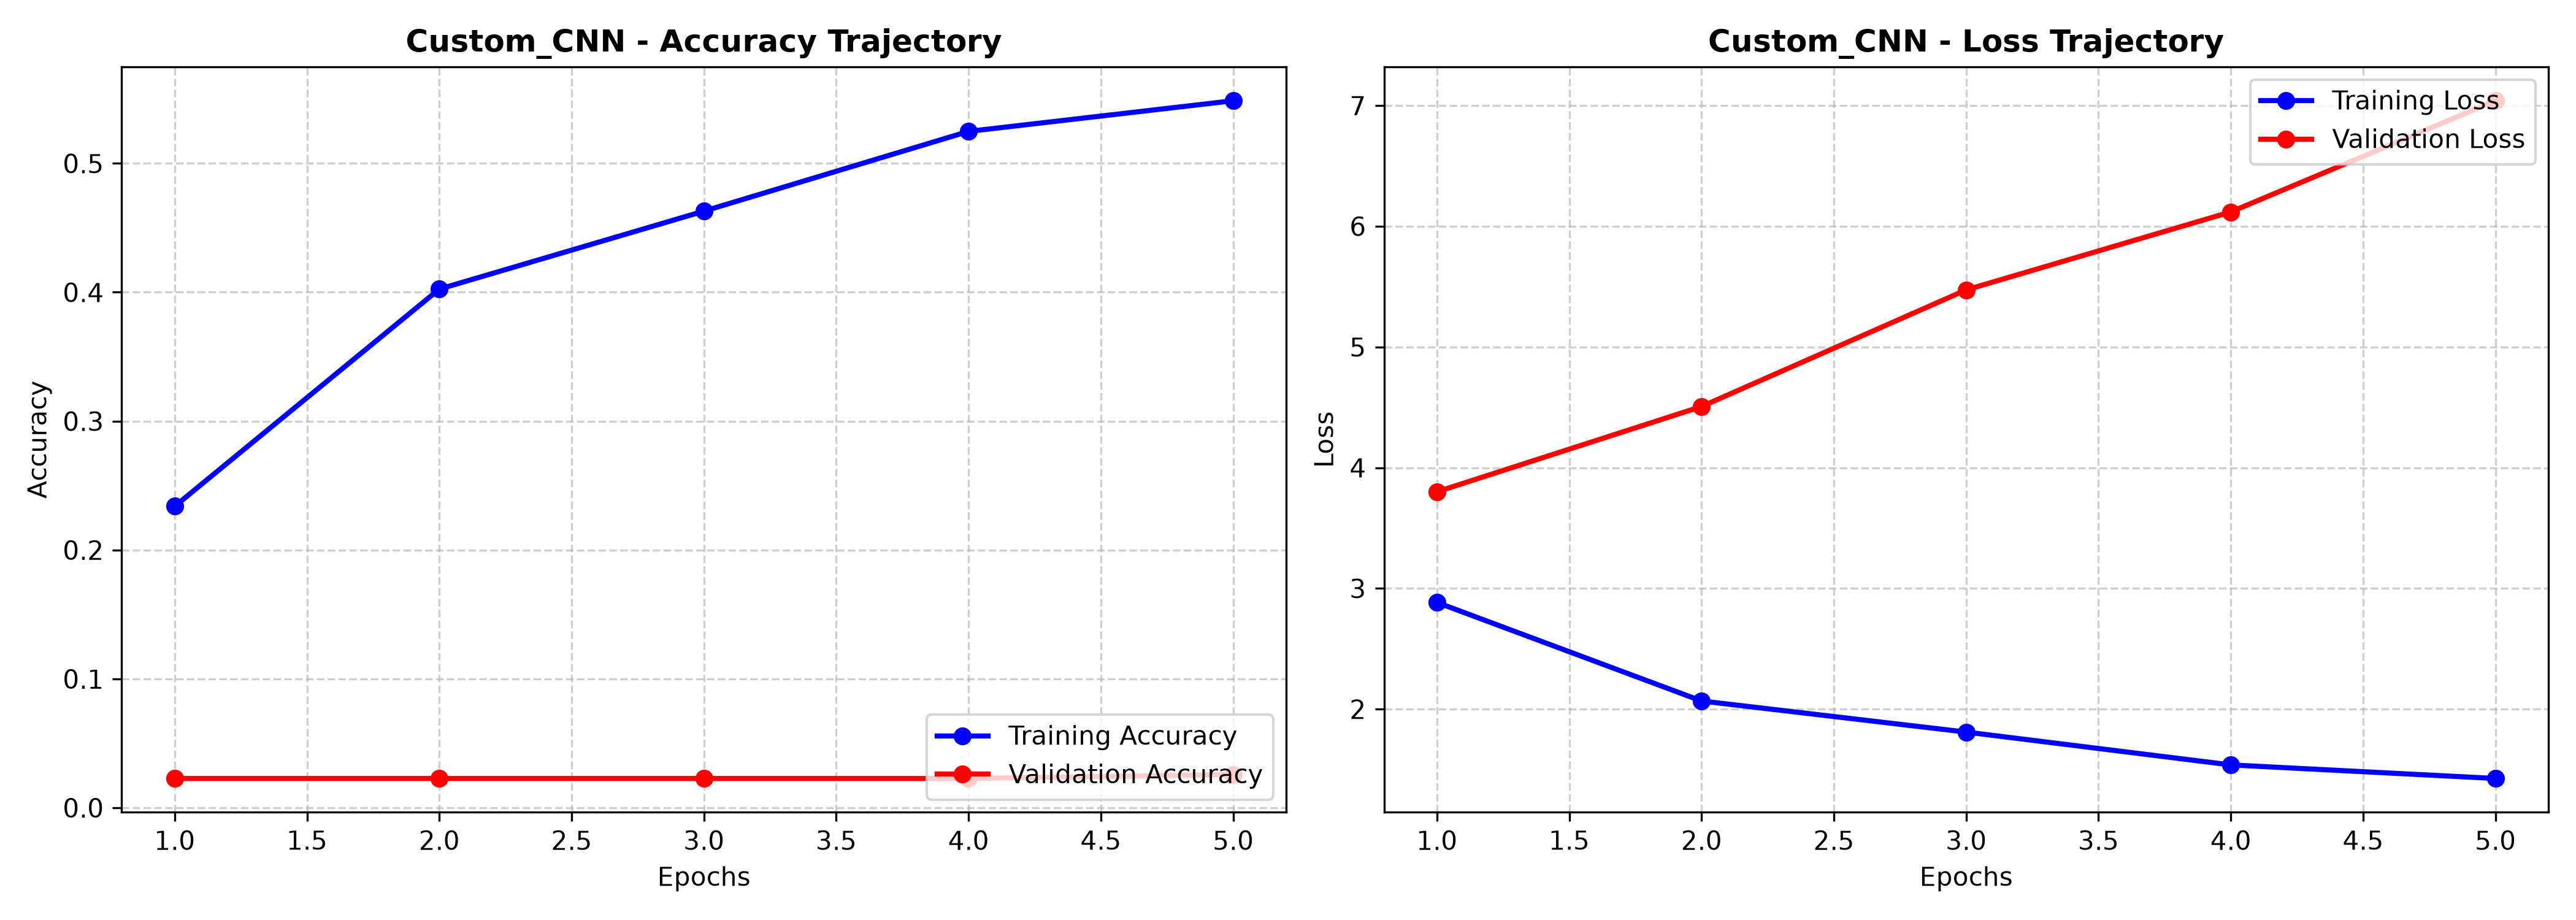 Custom_CNN - Accuracy Trajectory
Accuracy
0.5
0.4
0.3
0.2
0.1
0.0
Training Accuracy
Validation Accuracy
1.0 1.5 2.0 2.5 3.0 3.5 4.0 4.5 5.0
Epochs
Custom_CNN - Loss Trajectory
Loss
7
6
5
4
3
2
Training Loss
Validation Loss
1.0 1.5 2.0 2.5 3.0 3.5 4.0 4.5 5.0
Epochs